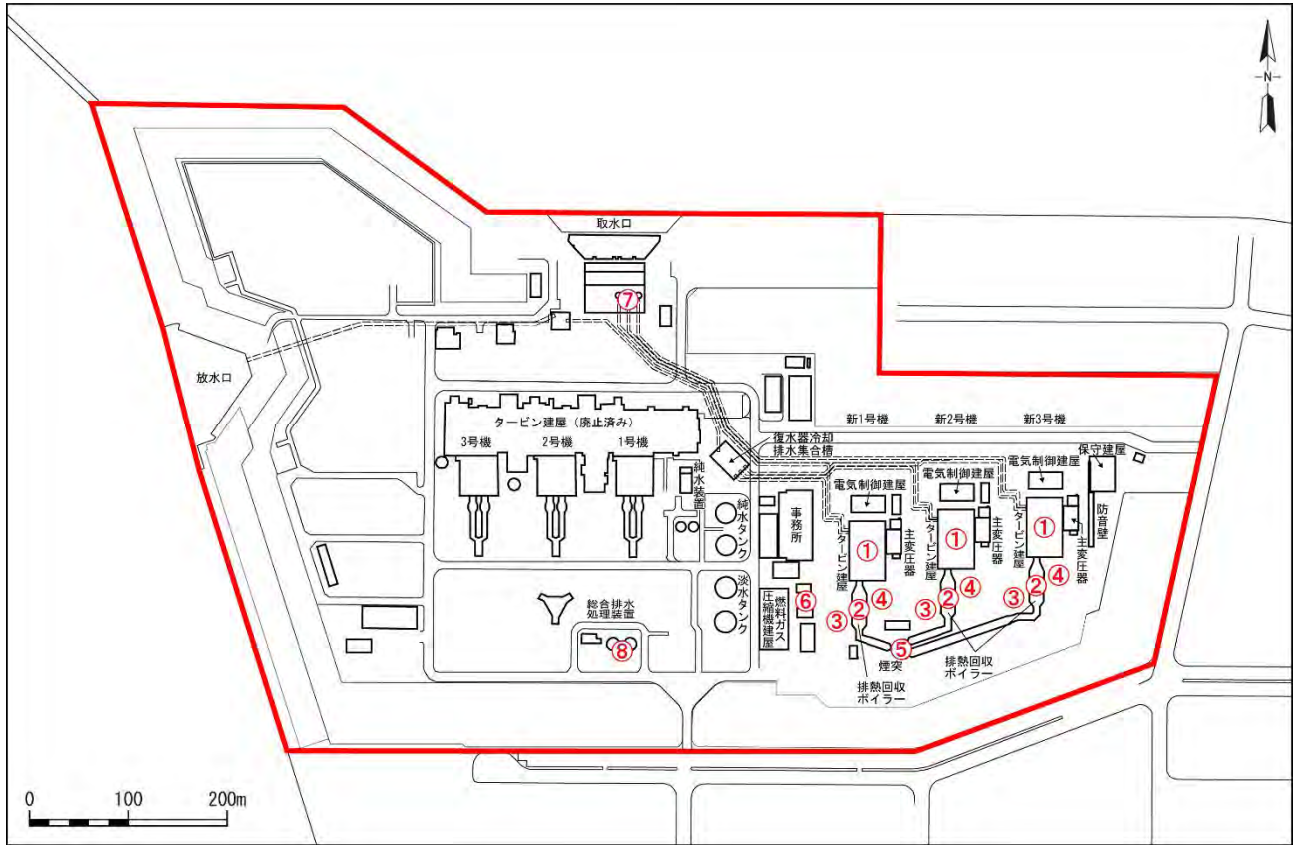 N
取水口
⑦
放水口
タービン建屋(廃止済み)
3号機
2号機
1号機
純水装置
復水器冷却
排水集合槽
新1号機
新2号機
新3号機
保守建屋
電気制御建屋
電気制御建屋
電気制御建屋
防音壁
純水タンク
事務所
タービン建屋
①
主変圧器
タービン建屋
①
主変圧器
タービン建屋
①
主変圧器
淡水タンク
燃料ガス
圧縮機建屋
⑥
③
②
④
③
②
④
③
②
④
⑤
煙突
排熱回収
ボイラー
排熱回収
ボイラー
総合排水
処理装置
⑧
0
100
200m